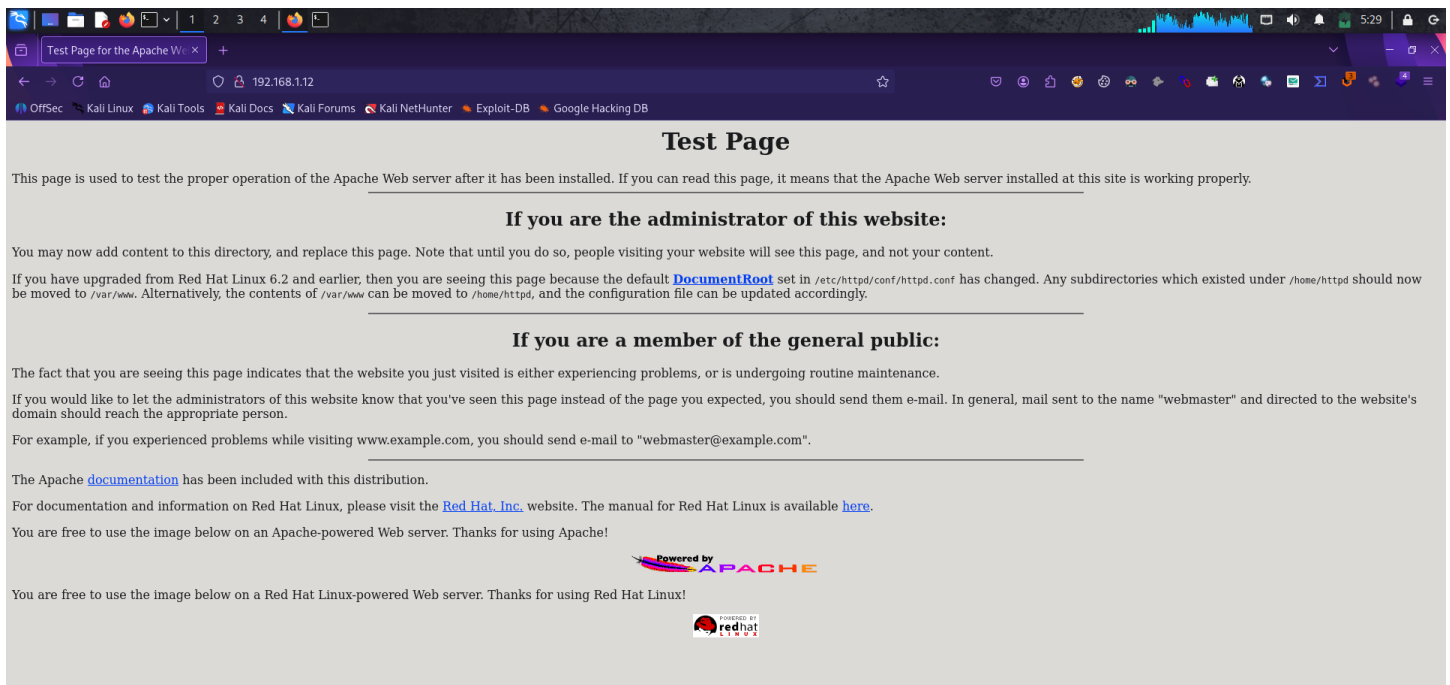 1 2 3 4 5:29
Test Page for the Apache We
192.168.1.12
3 4
OffSec Kali Linux Kali Tools Kali Docs Kali Forums Kali NetHunter Exploit-DB Google Hacking DB
Test Page
This page is used to test the proper operation of the Apache Web server after it has been installed. If you can read this page, it means that the Apache Web server installed at this site is working properly.
If you are the administrator of this website:
You may now add content to this directory, and replace this page. Note that until you do so, people visiting your website will see this page, and not your content.
If you have upgraded from Red Hat Linux 6.2 and earlier, then you are seeing this page because the default DocumentRoot set in /etc/httpd/conf/httpd.conf has changed. Any subdirectories which existed under /home/httpd should now
be moved to /var/www. Alternatively, the contents of /var/www can be moved to /home/httpd, and the configuration file can be updated accordingly.
If you are a member of the general public:
The fact that you are seeing this page indicates that the website you just visited is either experiencing problems, or is undergoing routine maintenance.
If you would like to let the administrators of this website know that you've seen this page instead of the page you expected, you should send them e-mail. In general, mail sent to the name "webmaster" and directed to the website's
domain should reach the appropriate person.
For example, if you experienced problems while visiting www.example.com, you should send e-mail to "webmaster@example.com".
The Apache documentation has been included with this distribution.
For documentation and information on Red Hat Linux, please visit the Red Hat, Inc. website. The manual for Red Hat Linux is available here.
You are free to use the image below on an Apache-powered Web server. Thanks for using Apache!
Powered by
APACHE
You are free to use the image below on a Red Hat Linux-powered Web server. Thanks for using Red Hat Linux!
POWERED BY
redhat
LINUX